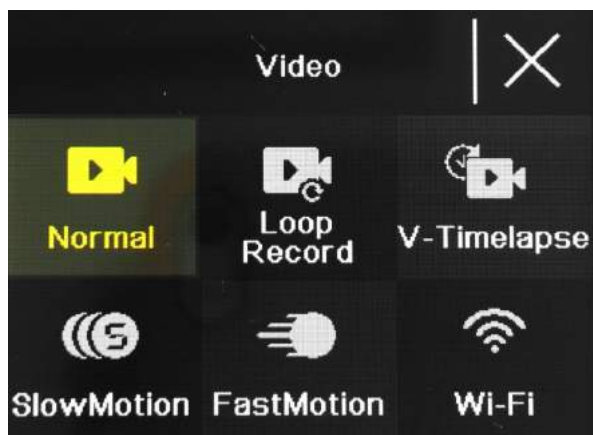 Video
Normal
Loop
Record
V-Timelapse
SlowMotion
FastMotion
Wi-Fi